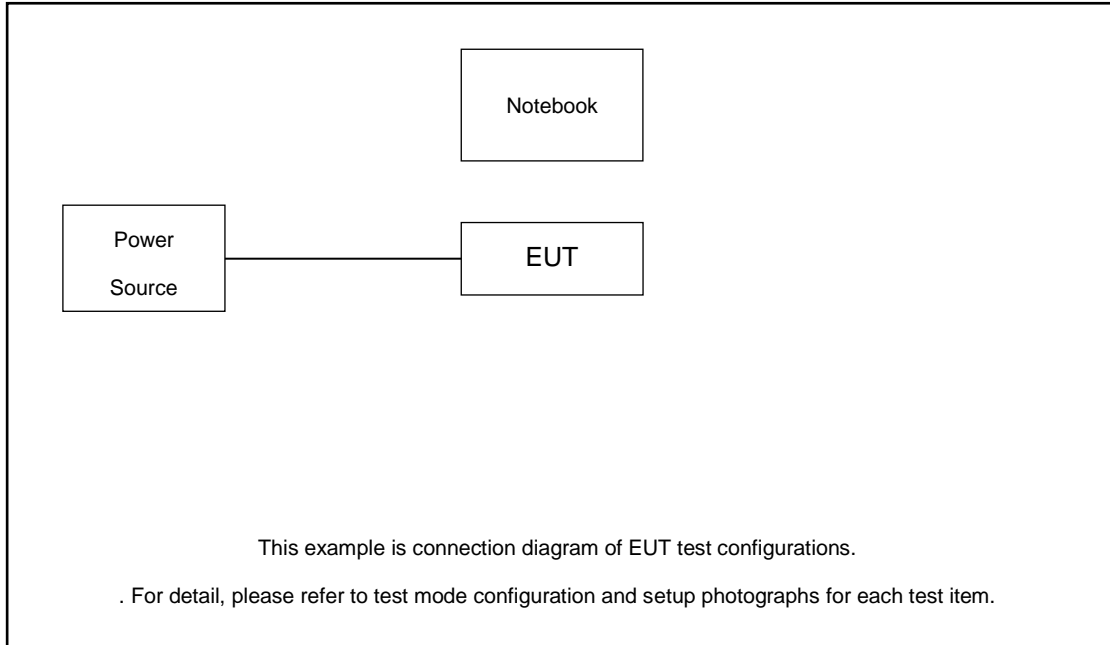 Notebook
Power
Source
EUT
This example is connection diagram of EUT test configurations.
. For detail, please refer to test mode configuration and setup photographs for each test item.